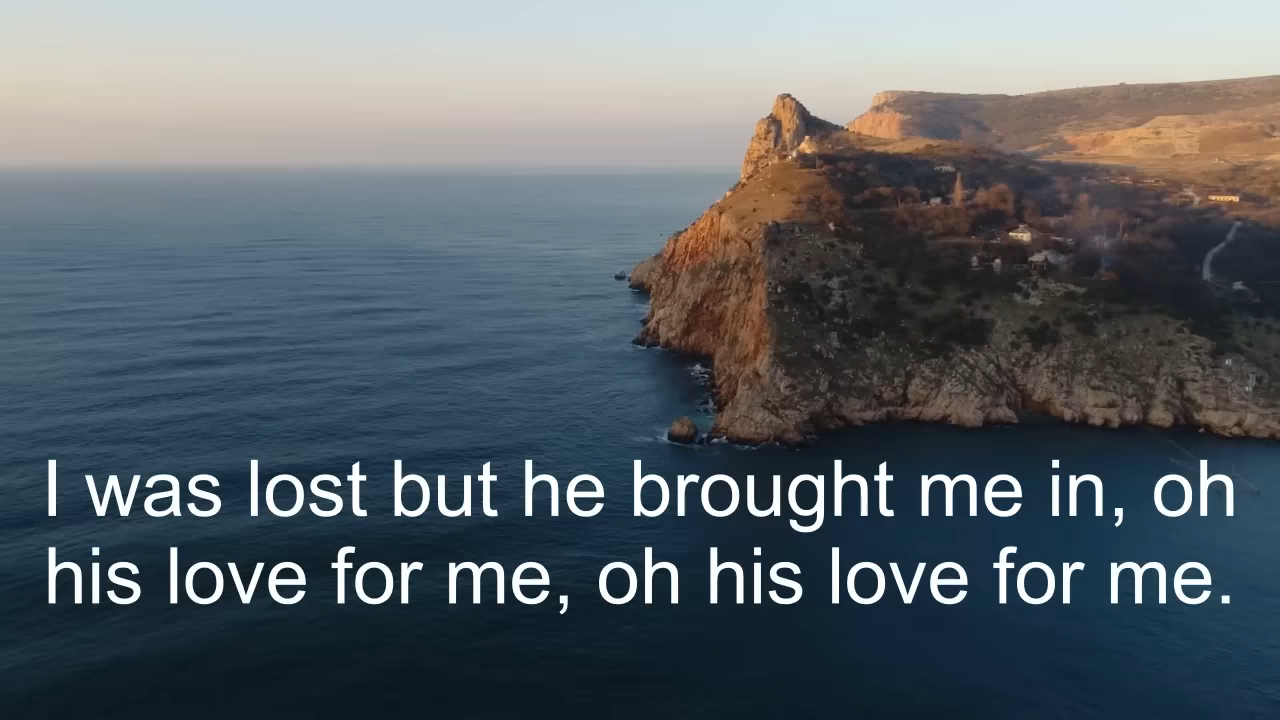 I was lost but he brought me in, oh
his love for me, oh his love for me.